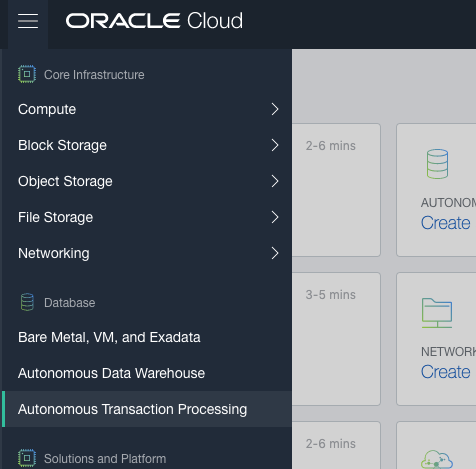 ORACLE Cloud
Core Infrastructure
Compute
Block Storage
Object Storage
File Storage
Networking
Database
Bare Metal, VM, and Exadata
Autonomous Data Warehouse
Autonomous Transaction Processing
Solutions and Platform
2-6 mins
AUTONOM
Create
3-5 mins
NETWORK
Create
2-6 mins